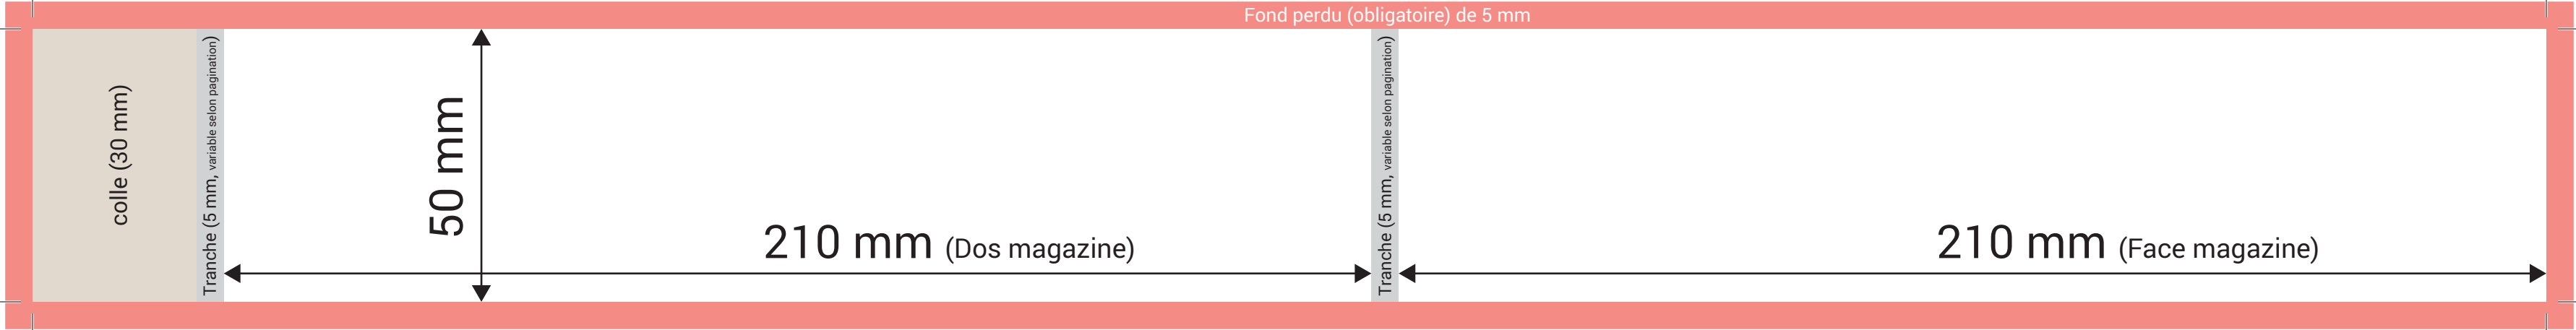 Fond perdu (obligatoire) de 5 mm
colle (30 mm)
Tranche (5 mm, variable selon pagination)
50 mm
210 mm (Dos magazine)
Tranche (5 mm, variable selon pagination)
210 mm (Face magazine)